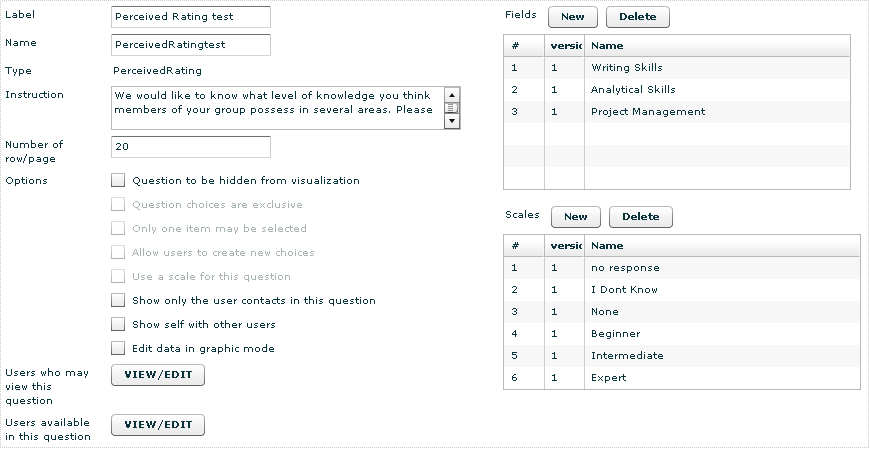 Label
Perceived Rating test
Name
PerceivedRatingtest
Type
PerceivedRating
Instruction
We would like to know what level of knowledge you think
members of your group possess in several areas. Please
Number of
row/page
20
Options
Question to be hidden from visualization
Question choices are exclusive
Only one item may be selected
Allow users to create new choices
Use a scale for this question
Show only the user contacts in this question
Show self with other users
Edit data in graphic mode
Users who may
view this
question
VIEW/EDIT
Users available
in this question
VIEW/EDIT
Fields New Delete
# versic Name
1 1 Writing Skills
2 1 Analytical Skills
3 1 Project Management
Scales New Delete
# versic Name
1 1 no response
2 1 I Dont Know
3 1 None
4 1 Beginner
5 1 Intermediate
6 1 Expert